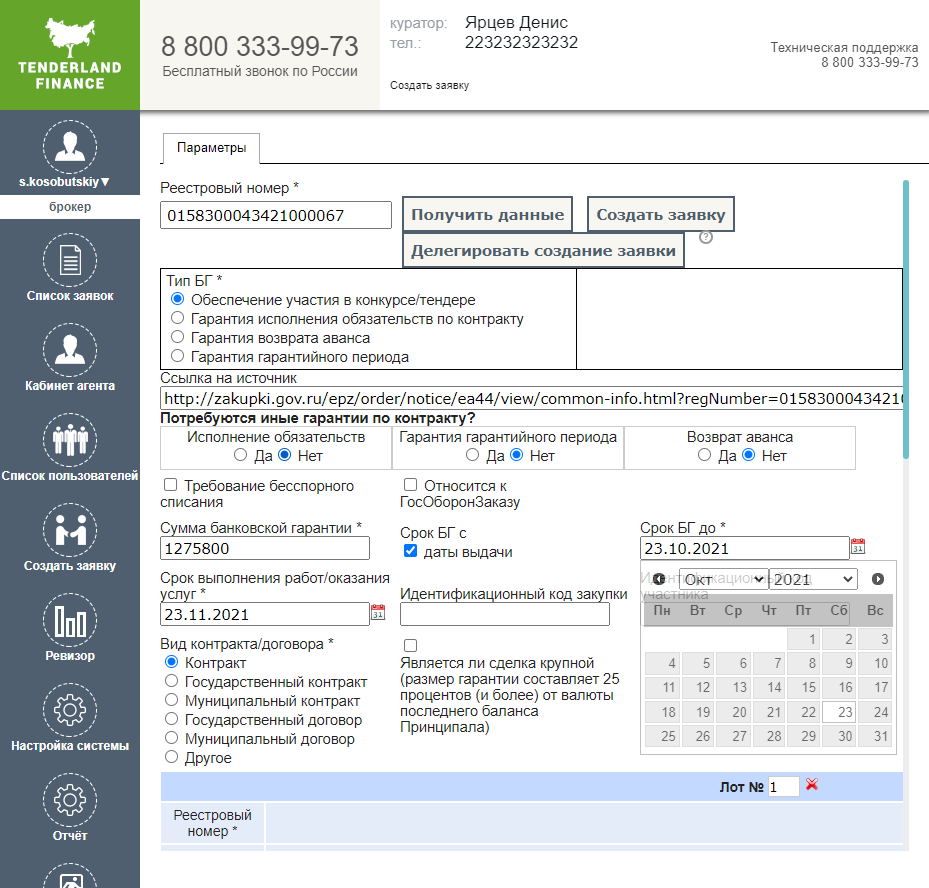 TENDERLAND
FINANCE
8 800 333-99-73
Бесплатный звонок по России
куратор: Ярцев Денис
тел.: 223232323232
Создать заявку
Техническая поддержка
8 800 333-99-73
s.kosobutskiy▼
брокер
Список заявок
Кабинет агента
Список пользователей
Создать заявку
Ревизор
Настройка системы
Отчёт
Параметры
Реестровый номер *
0158300043421000067
Получить данные
Создать заявку
Делегировать создание заявки
?
Тип БГ *
Обеспечение участия в конкурсе/тендере
Гарантия исполнения обязательств по контракту
Гарантия возврата аванса
Гарантия гарантийного периода
Ссылка на источник
http://zakupki.gov.ru/epz/order/notice/ea44/view/common-info.html?regNumber=0158300043421
Потребуются иные гарантии по контракту?
Исполнение обязательств
Да Нет
Гарантия гарантийного периода
Да Нет
Возврат аванса
Да Нет
Требование бесспорного
списания
Относится к
ГосОборонЗаказу
Сумма банковской гарантии *
1275800
Срок БГ с
даты выдачи
Срок БГ до *
23.10.2021
31
Срок выполнения работ/оказания
услуг *
23.11.2021
31
Идентификационный код закупки
Идентификационный код
участника
Окт 2021
Пн Вт Ср Чт Пт Сб Вс
1 2 3
4 5 6 7 8 9 10
11 12 13 14 15 16 17
18 19 20 21 22 23 24
25 26 27 28 29 30 31
Вид контракта/договора *
Контракт
Государственный контракт
Муниципальный контракт
Государственный договор
Муниципальный договор
Другое
Является ли сделка крупной
(размер гарантии составляет 25
процентов (и более) от валюты
последнего баланса
Принципала)
Лот № 1
Реестровый
номер *